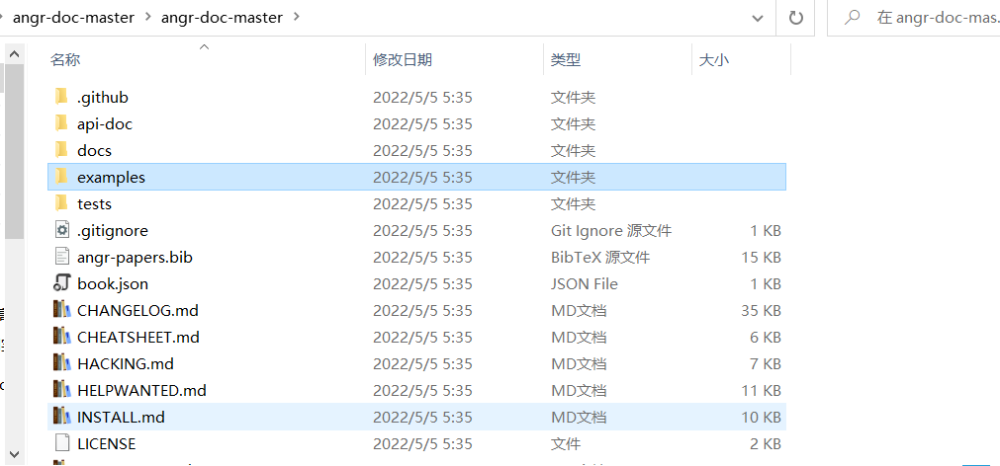 angr-doc-master > angr-doc-master >
在 angr-doc-mas...
名称 修改日期 类型 大小
.github 2022/5/5 5:35 文件夹
api-doc 2022/5/5 5:35 文件夹
docs 2022/5/5 5:35 文件夹
examples 2022/5/5 5:35 文件夹
tests 2022/5/5 5:35 文件夹
.gitignore 2022/5/5 5:35 Git Ignore 源文件 1 KB
angr-papers.bib 2022/5/5 5:35 BibTeX 源文件 15 KB
book.json 2022/5/5 5:35 JSON File 1 KB
CHANGELOG.md 2022/5/5 5:35 MD文档 35 KB
CHEATSHEET.md 2022/5/5 5:35 MD文档 6 KB
HACKING.md 2022/5/5 5:35 MD文档 7 KB
HELPWANTED.md 2022/5/5 5:35 MD文档 11 KB
INSTALL.md 2022/5/5 5:35 MD文档 10 KB
LICENSE 2022/5/5 5:35 文件 2 KB